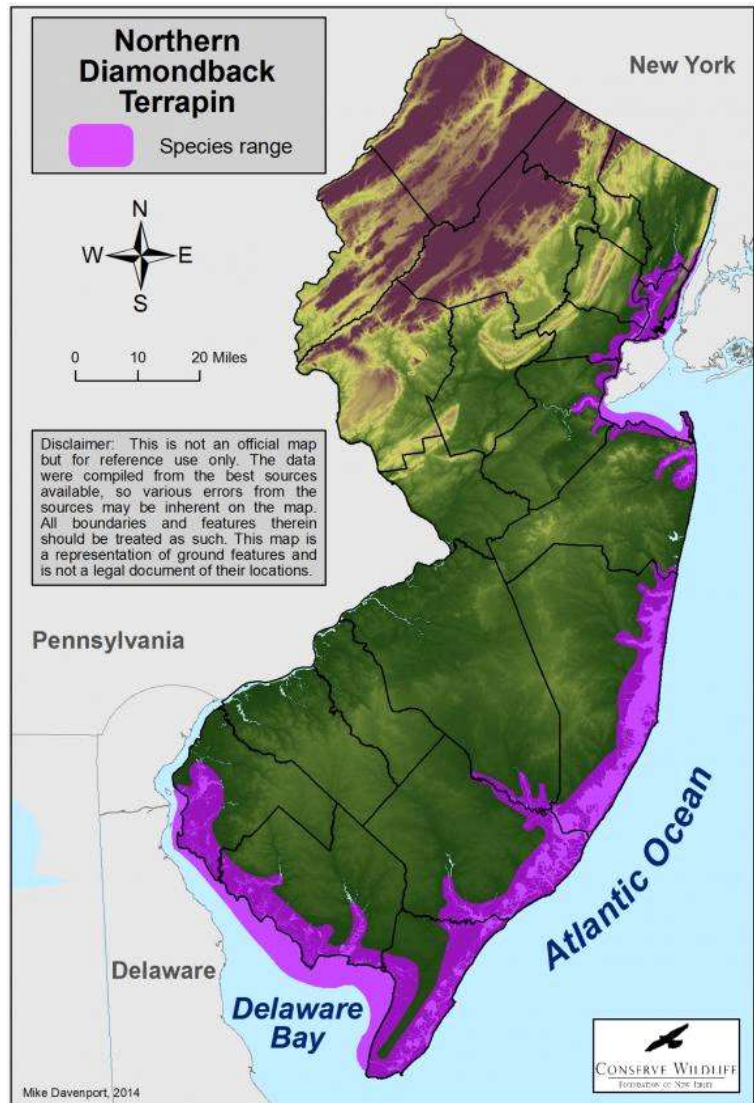 Northern
Diamondback
Terrapin
Species range
New York
N
W
E
S
0 10 20 Miles
Disclaimer: This is not an official map
but for reference use only. The data
were compiled from the best sources
available, so various errors from the
sources may be inherent on the map.
All boundaries and features therein
should be treated as such. This map is
a representation of ground features and
is not a legal document of their locations.
Pennsylvania
Atlantic Ocean
Delaware
Delaware
Bay
CONSERVE WILDLIFE
FOUNDATION OF NEW JERSEY
Mike Davenport, 2014